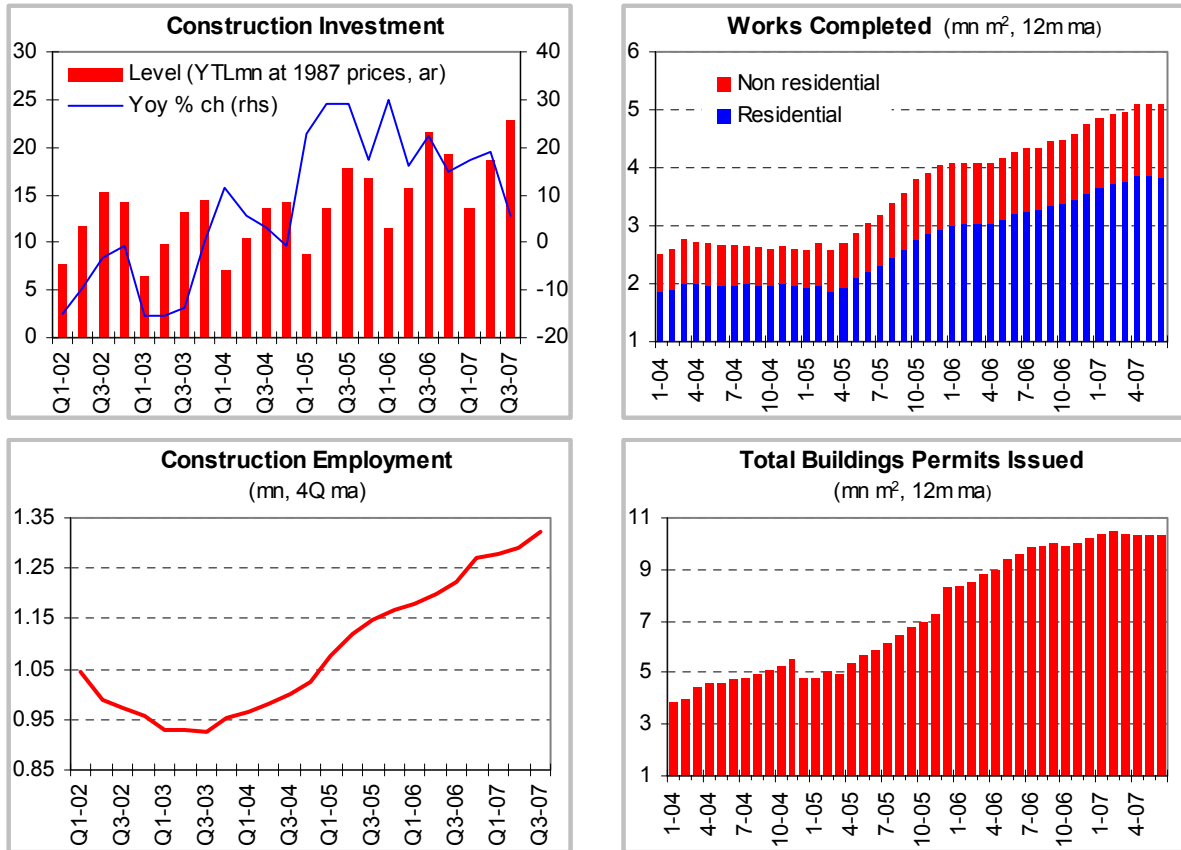 Construction Investment
30
25
20
15
10
5
0
40
30
20
10
0
-10
-20
Level (YTLmn at 1987 prices, ar)
Yoy % ch (rhs)
Q1-02
Q3-02
Q1-03
Q3-03
Q1-04
Q3-04
Q1-05
Q3-05
Q1-06
Q3-06
Q1-07
Q3-07
Works Completed (mn m², 12m ma)
6
5
4
3
2
1
Non residential
Residential
1-04
4-04
7-04
10-04
1-05
4-05
7-05
10-05
1-06
4-06
7-06
10-06
1-07
4-07
Construction Employment
(mn, 4Q ma)
1.35
1.25
1.15
1.05
0.95
0.85
Q1-02
Q3-02
Q1-03
Q3-03
Q1-04
Q3-04
Q1-05
Q3-05
Q1-06
Q3-06
Q1-07
Q3-07
Total Buildings Permits Issued
(mn m², 12m ma)
11
9
7
5
3
1
1-04
4-04
7-04
10-04
1-05
4-05
7-05
10-05
1-06
4-06
7-06
10-06
1-07
4-07